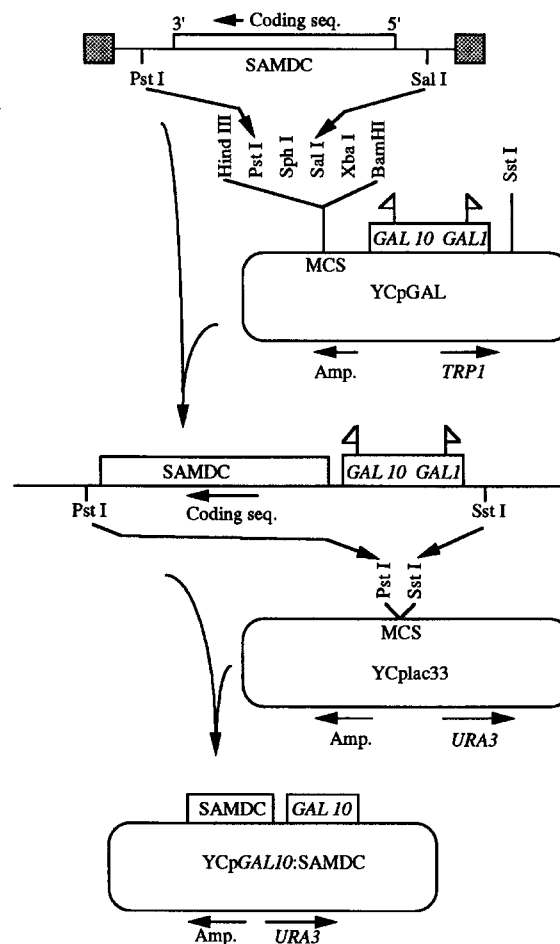 3' Coding seq. 5'
SAMDC
Pst I Sal I
Hind III
Pst I
Sph I
Sal I
Xba I
BamHI
Sst I
GAL 10 GAL1
MCS
YCpGAL
Amp. TRP1
SAMDC GAL 10 GAL1
Pst I Coding seq. Sst I
Pst I
Sst I
MCS
YCplac33
Amp. URA3
SAMDC GAL 10
YCpGAL10:SAMDC
Amp. URA3